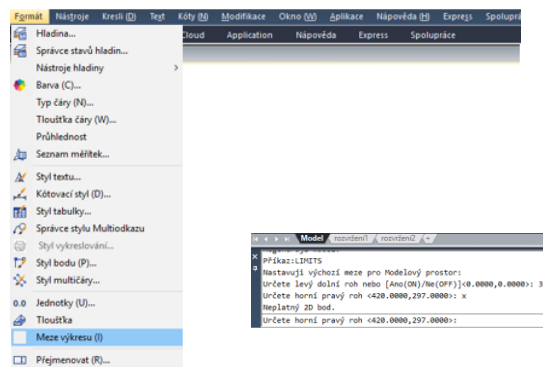 Formát Nástroje Kresli (D) Text Kóty (N) Modifikace Okno (W) Aplikace Nápověda (H) Express
Cloud Application Nápověda Express Spolupráce
Hladina...
Správce stavů hladin...
Nástroje hladiny
Barva (C)...
Typ čáry (N)...
Tloušťka čáry (W)...
Průhlednost
Seznam měřítek...
Styl textu...
Kótovací styl (D)...
Styl tabulky...
Správce stylu Multiodkazu
Styl vykreslování...
Styl bodu (P)...
Styl multičáry...
Jednotky (U)...
Tloušťka
Meze výkresu (I)
Přejmenovat (R)...
Model rozvržení1 rozvržení2 +
Příkaz:LIMITS
Nastavuji výchozí meze pro Modelový prostor:
Určete levý dolní roh nebo [Ano(ON)/Ne(OFF)]<0.0000,0.0000>: 3
Určete horní pravý roh <420.0000,297.0000>: x
Neplatný 2D bod.
Určete horní pravý roh <420.0000,297.0000>: